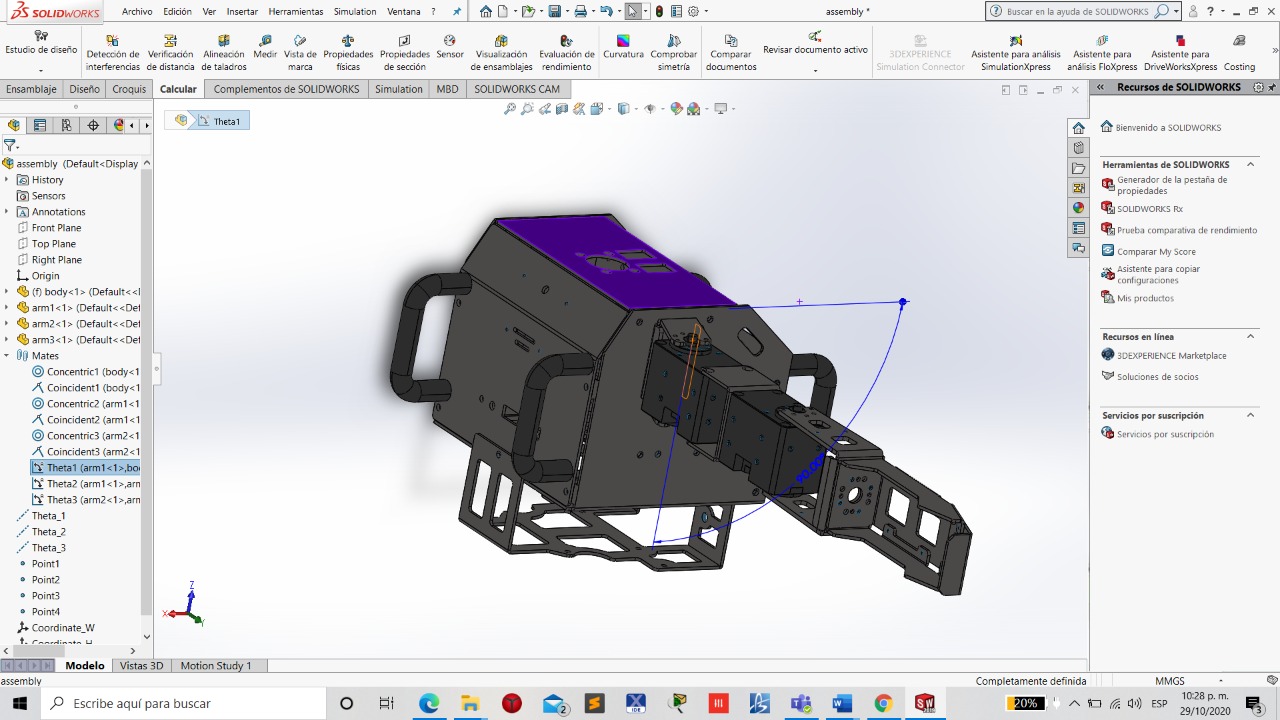 SOLIDWORKS
Archivo Edición Ver Insertar Herramientas Simulation Ventana ?
assembly *
Buscar en la ayuda de SOLIDWORKS
Estudio de diseño
Detección de interferencias
Verificación de distancia
Alineación de taladro
Medir
Vista de marca
Propiedades físicas
Propiedades de sección
Sensor
Visualización de ensamblajes
Evaluación de rendimiento
Curvatura
Comprobar simetría
Comparar documentos
Revisar documento activo
3DEXPERIENCE Simulation Connector
Asistente para análisis SimulationXpress
Asistente para análisis FloXpress
Asistente para DriveWorksXpress
Costing
Ensamblaje Diseño Croquis Calcular Complementos de SOLIDWORKS Simulation MBD SOLIDWORKS CAM
Theta1
assembly (Default<Display
History
Sensors
Annotations
Front Plane
Top Plane
Right Plane
Origin
(f) body<1> (Default<<
arm1<1> (Default<<Def
arm2<1> (Default<<Def
arm3<1> (Default<<Def
Mates
Concentric1 (body<1
Coincident1 (body<1
Concentric2 (arm1<1
Coincident2 (arm1<1
Concentric3 (arm2<1
Coincident3 (arm2<1
Theta1 (arm1<1>,bo
Theta2 (arm2<1>,arn
Theta3 (arm2<1>,arn
Theta_1
Theta_2
Theta_3
Point1
Point2
Point3
Point4
Coordinate_W
90.00°
Z
X
Y
Recursos de SOLIDWORKS
Bienvenido a SOLIDWORKS
Herramientas de SOLIDWORKS
Generador de la pestaña de
propiedades
SOLIDWORKS Rx
Prueba comparativa de rendimiento
Comparar My Score
Asistente para copiar
configuraciones
Mis productos
Recursos en línea
3DEXPERIENCE Marketplace
Soluciones de socios
Servicios por suscripción
Servicios por suscripción
Modelo Vistas 3D Motion Study 1
assembly
Completamente definida
MMGS
Escribe aquí para buscar
20%
ESP
10:28 p. m.
29/10/2020